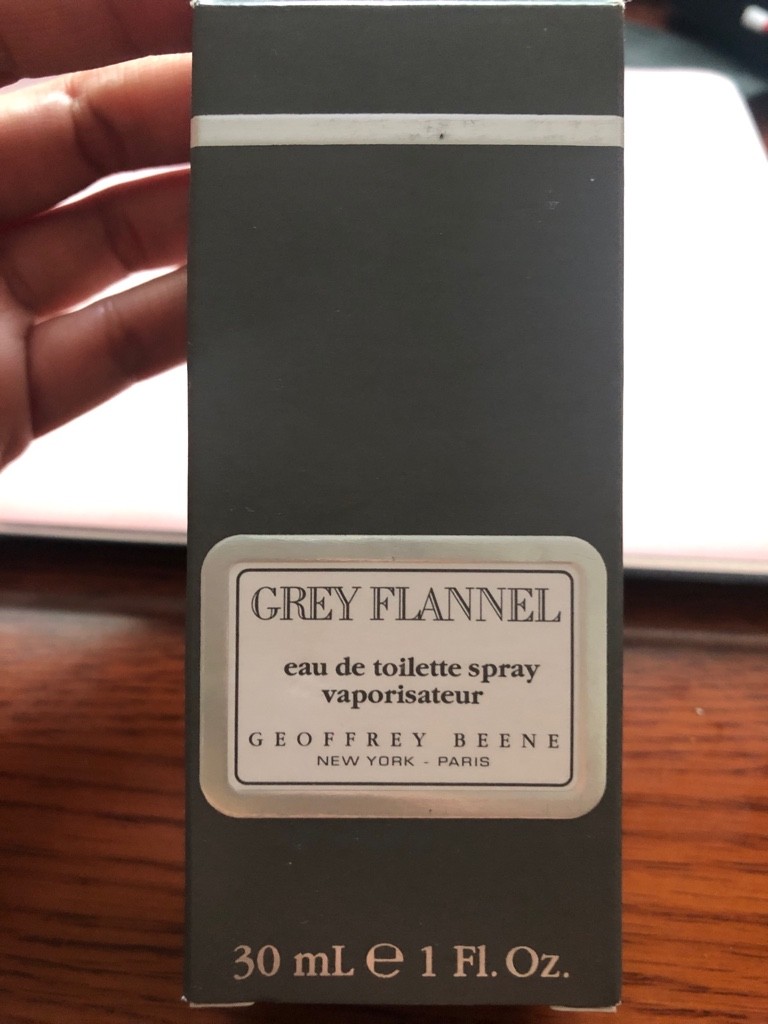 GREY FLANNEL
eau de toilette spray
vaporisateur
GEOFFREY BEENE
NEW YORK - PARIS
30 mL ℮ 1 Fl. Oz.